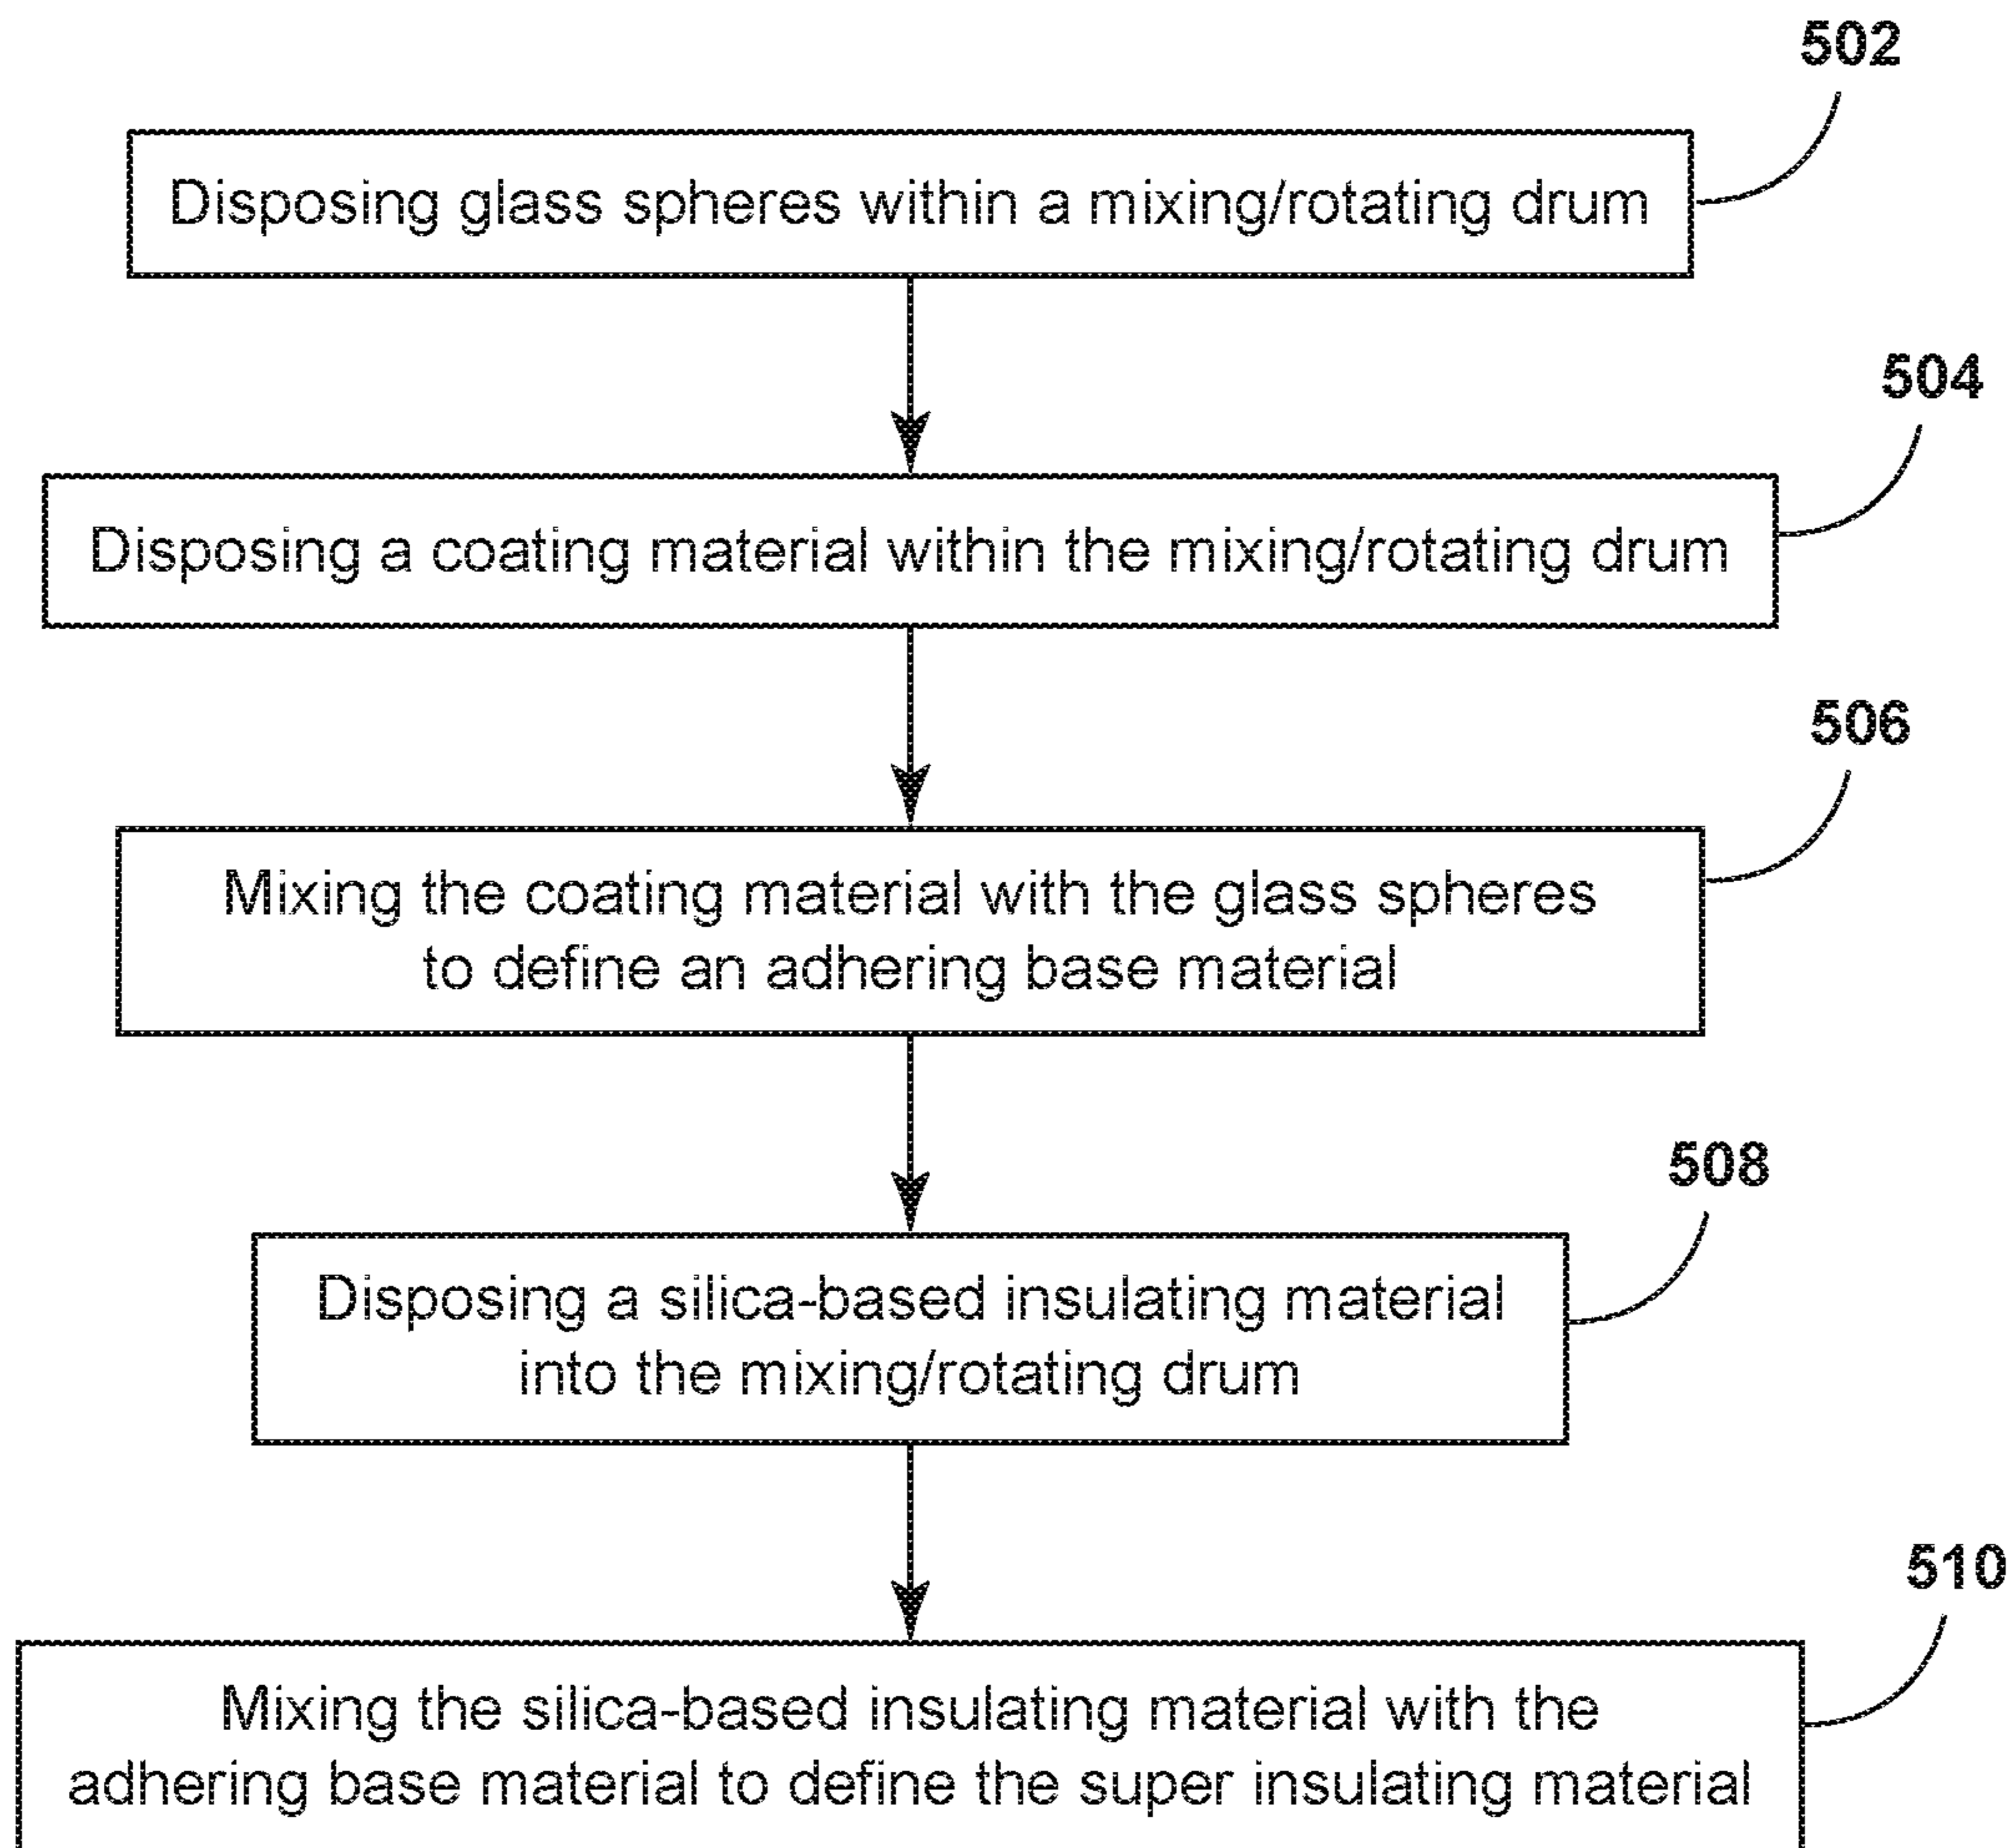 502
Disposing glass spheres within a mixing/rotating drum
504
Disposing a coating material within the mixing/rotating drum
506
Mixing the coating material with the glass spheres
to define an adhering base material
508
Disposing a silica-based insulating material
into the mixing/rotating drum
510
Mixing the silica-based insulating material with the
adhering base material to define the super insulating material